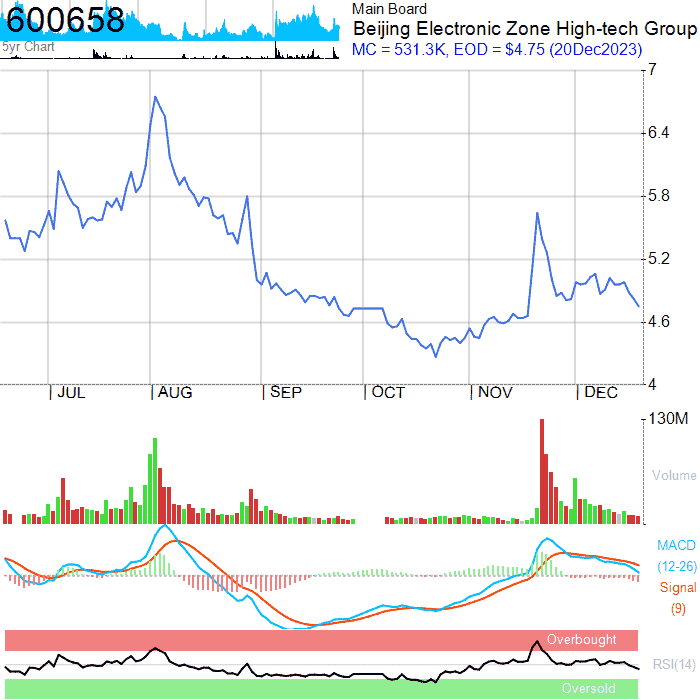 600658
5yr Chart
Main Board
Beijing Electronic Zone High-tech Group
MC = 531.3K, EOD = $4.75 (20Dec2023)
7
6.4
5.8
5.2
4.6
4
JUL
AUG
SEP
OCT
NOV
DEC
130M
Volume
MACD
(12-26)
Signal
(9)
Overbought
RSI(14)
Oversold